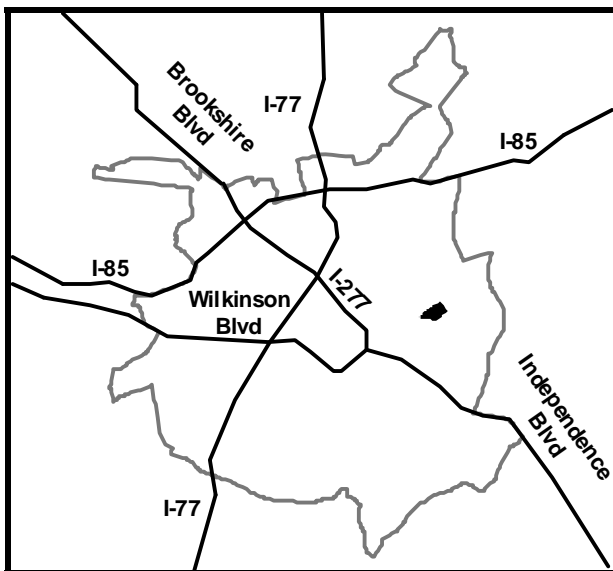 Brookshire
Blvd
I-77
I-85
I-85
Wilkinson
Blvd
I-277
Independence
Blvd
I-77